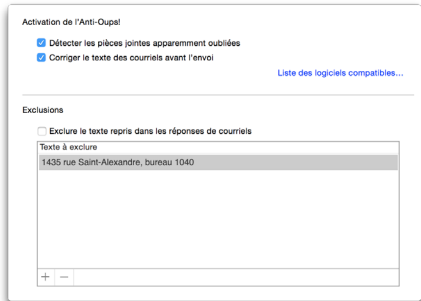 Activation de l'Anti-Oups!
Détecter les pièces jointes apparemment oubliées
Corriger le texte des courriels avant l'envoi
Liste des logiciels compatibles...
Exclusions
Exclure le texte repris dans les réponses de courriels
Texte à exclure
1435 rue Saint-Alexandre, bureau 1040
+ −